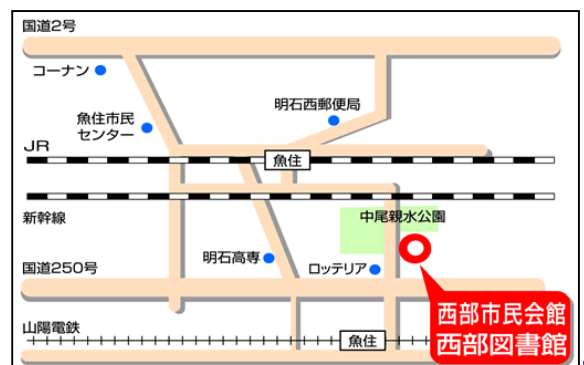 国道2号
コーナン
明石西郵便局
魚住市民
センター
JR
魚住
新幹線
中尾親水公園
明石高専
ロッテリア
国道250号
西部市民会館
西部図書館
山陽電鉄
魚住